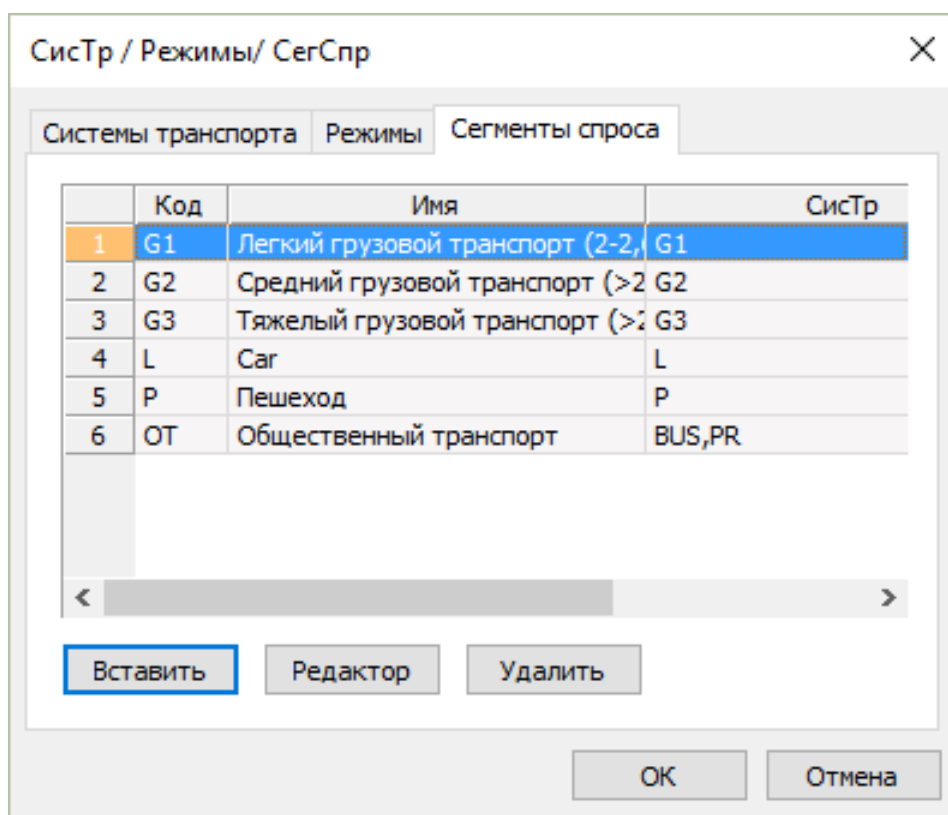 СисТр / Режимы/ СегСпр
Системы транспорта Режимы Сегменты спроса
Код Имя СисТр
1 G1 Легкий грузовой транспорт (2-2, G1
2 G2 Средний грузовой транспорт (>2 G2
3 G3 Тяжелый грузовой транспорт (>2 G3
4 L Car L
5 P Пешеход P
6 OT Общественный транспорт BUS,PR
Вставить Редактор Удалить
ОК Отмена